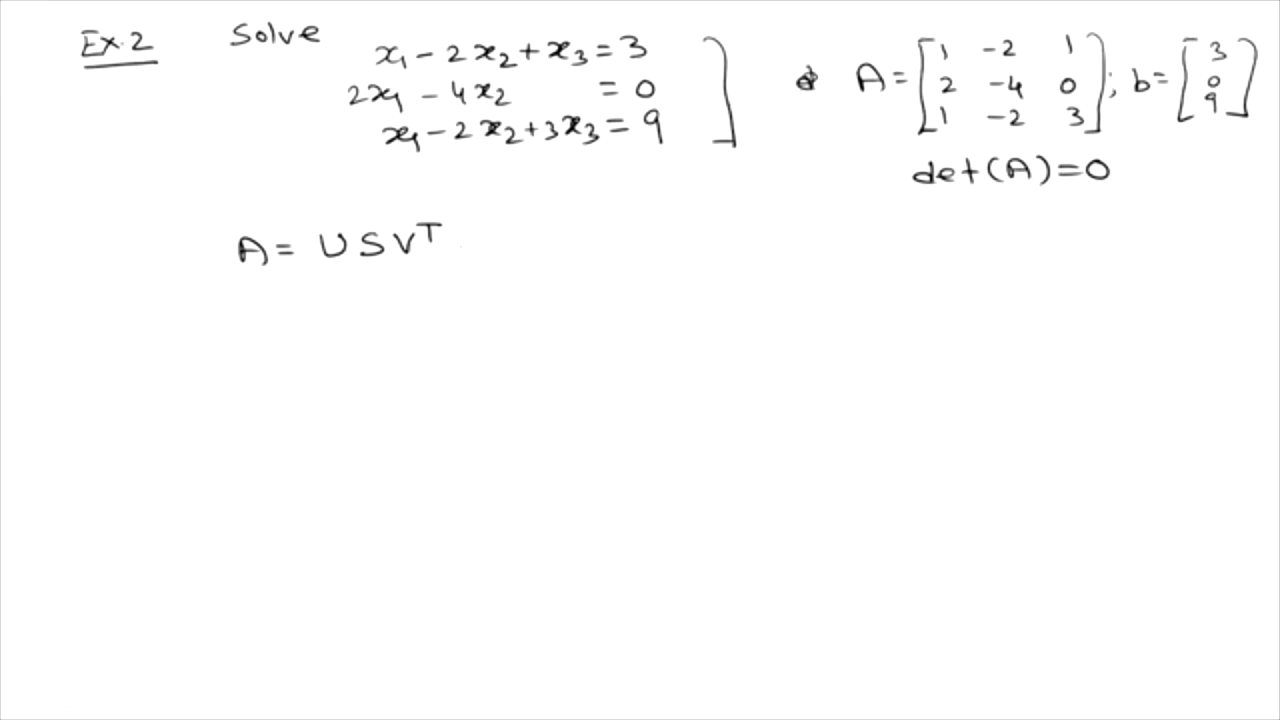 Ex.2 Solve
x₁ - 2x₂ + x₃ = 3
2x₁ - 4x₂ = 0
x₁ - 2x₂ + 3x₃ = 9
A = [1 -2 1
2 -4 0
1 -2 3] ; b = [3
0
9]
det(A) = 0
A = U S Vᵀ